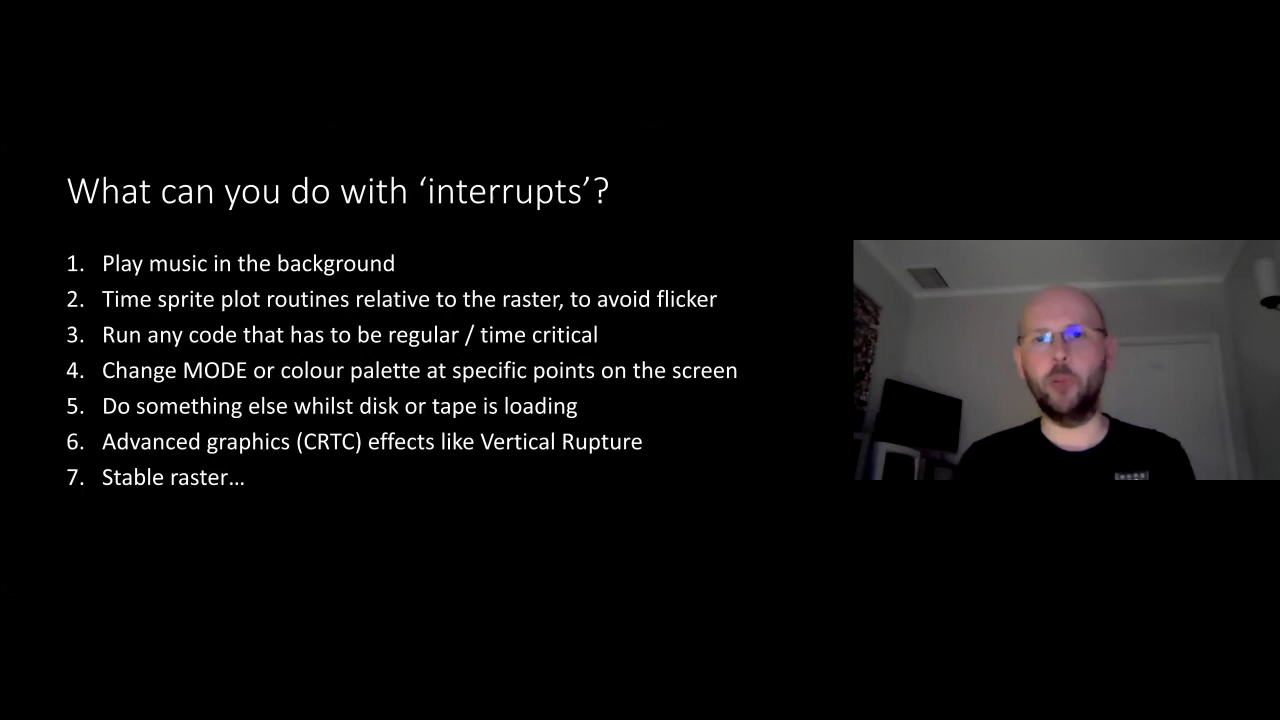 What can you do with ‘interrupts’?
1. Play music in the background
2. Time sprite plot routines relative to the raster, to avoid flicker
3. Run any code that has to be regular / time critical
4. Change MODE or colour palette at specific points on the screen
5. Do something else whilst disk or tape is loading
6. Advanced graphics (CRTC) effects like Vertical Rupture
7. Stable raster…